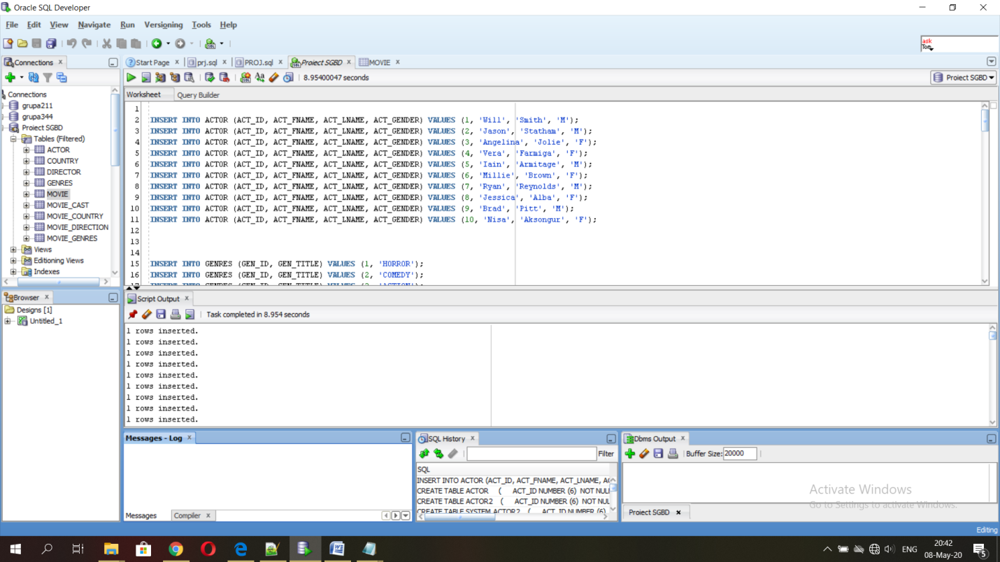 Oracle SQL Developer
File Edit View Navigate Run Versioning Tools Help
ask
Tom
Connections x
Start Page x prj.sql x PROJ.sql x Proiect SGBD x MOVIE x
8.95400047 seconds
Proiect SGBD
Worksheet Query Builder
Connections
grupa211
grupa344
Proiect SGBD
Tables (Filtered)
ACTOR
COUNTRY
DIRECTOR
GENRES
MOVIE
MOVIE_CAST
MOVIE_COUNTRY
MOVIE_DIRECTION
MOVIE_GENRES
Views
Editioning Views
Indexes
1
2 INSERT INTO ACTOR (ACT_ID, ACT_FNAME, ACT_LNAME, ACT_GENDER) VALUES (1, 'Will', 'Smith', 'M');
3 INSERT INTO ACTOR (ACT_ID, ACT_FNAME, ACT_LNAME, ACT_GENDER) VALUES (2, 'Jason', 'Statham', 'M');
4 INSERT INTO ACTOR (ACT_ID, ACT_FNAME, ACT_LNAME, ACT_GENDER) VALUES (3, 'Angelina', 'Jolie', 'F');
5 INSERT INTO ACTOR (ACT_ID, ACT_FNAME, ACT_LNAME, ACT_GENDER) VALUES (4, 'Vera', 'Farmiga', 'F');
6 INSERT INTO ACTOR (ACT_ID, ACT_FNAME, ACT_LNAME, ACT_GENDER) VALUES (5, 'Iain', 'Armitage', 'M');
7 INSERT INTO ACTOR (ACT_ID, ACT_FNAME, ACT_LNAME, ACT_GENDER) VALUES (6, 'Millie', 'Brown', 'F');
8 INSERT INTO ACTOR (ACT_ID, ACT_FNAME, ACT_LNAME, ACT_GENDER) VALUES (7, 'Ryan', 'Reynolds', 'M');
9 INSERT INTO ACTOR (ACT_ID, ACT_FNAME, ACT_LNAME, ACT_GENDER) VALUES (8, 'Jessica', 'Alba', 'F');
10 INSERT INTO ACTOR (ACT_ID, ACT_FNAME, ACT_LNAME, ACT_GENDER) VALUES (9, 'Brad', 'Pitt', 'M');
11 INSERT INTO ACTOR (ACT_ID, ACT_FNAME, ACT_LNAME, ACT_GENDER) VALUES (10, 'Nisa', 'Aksongur', 'F');
12
13
14
15 INSERT INTO GENRES (GEN_ID, GEN_TITLE) VALUES (1, 'HORROR');
16 INSERT INTO GENRES (GEN_ID, GEN_TITLE) VALUES (2, 'COMEDY');
17 INSERT INTO GENRES (GEN_ID, GEN_TITLE) VALUES (3, 'ACTION');
Browser x
Designs [1]
Untitled_1
Script Output x
Task completed in 8.954 seconds
1 rows inserted.
1 rows inserted.
1 rows inserted.
1 rows inserted.
1 rows inserted.
1 rows inserted.
1 rows inserted.
1 rows inserted.
1 rows inserted.
Messages - Log x
Messages Compiler x
SQL History x
Filter
SQL
INSERT INTO ACTOR (ACT_ID, ACT_FNAME, ACT_LNAME, AC
CREATE TABLE ACTOR ( ACT_ID NUMBER (6) NOT NUL
CREATE TABLE ACTOR2 ( ACT_ID NUMBER (6) NOT NUL
CREATE TABLE SYSTEM.ACTOR2 ( ACT_ID NUMBER (6)
Dbms Output x
Buffer Size: 20000
Proiect SGBD x
Activate Windows
Go to Settings to activate Windows.
Editing
ENG
20:42
08-May-20
5